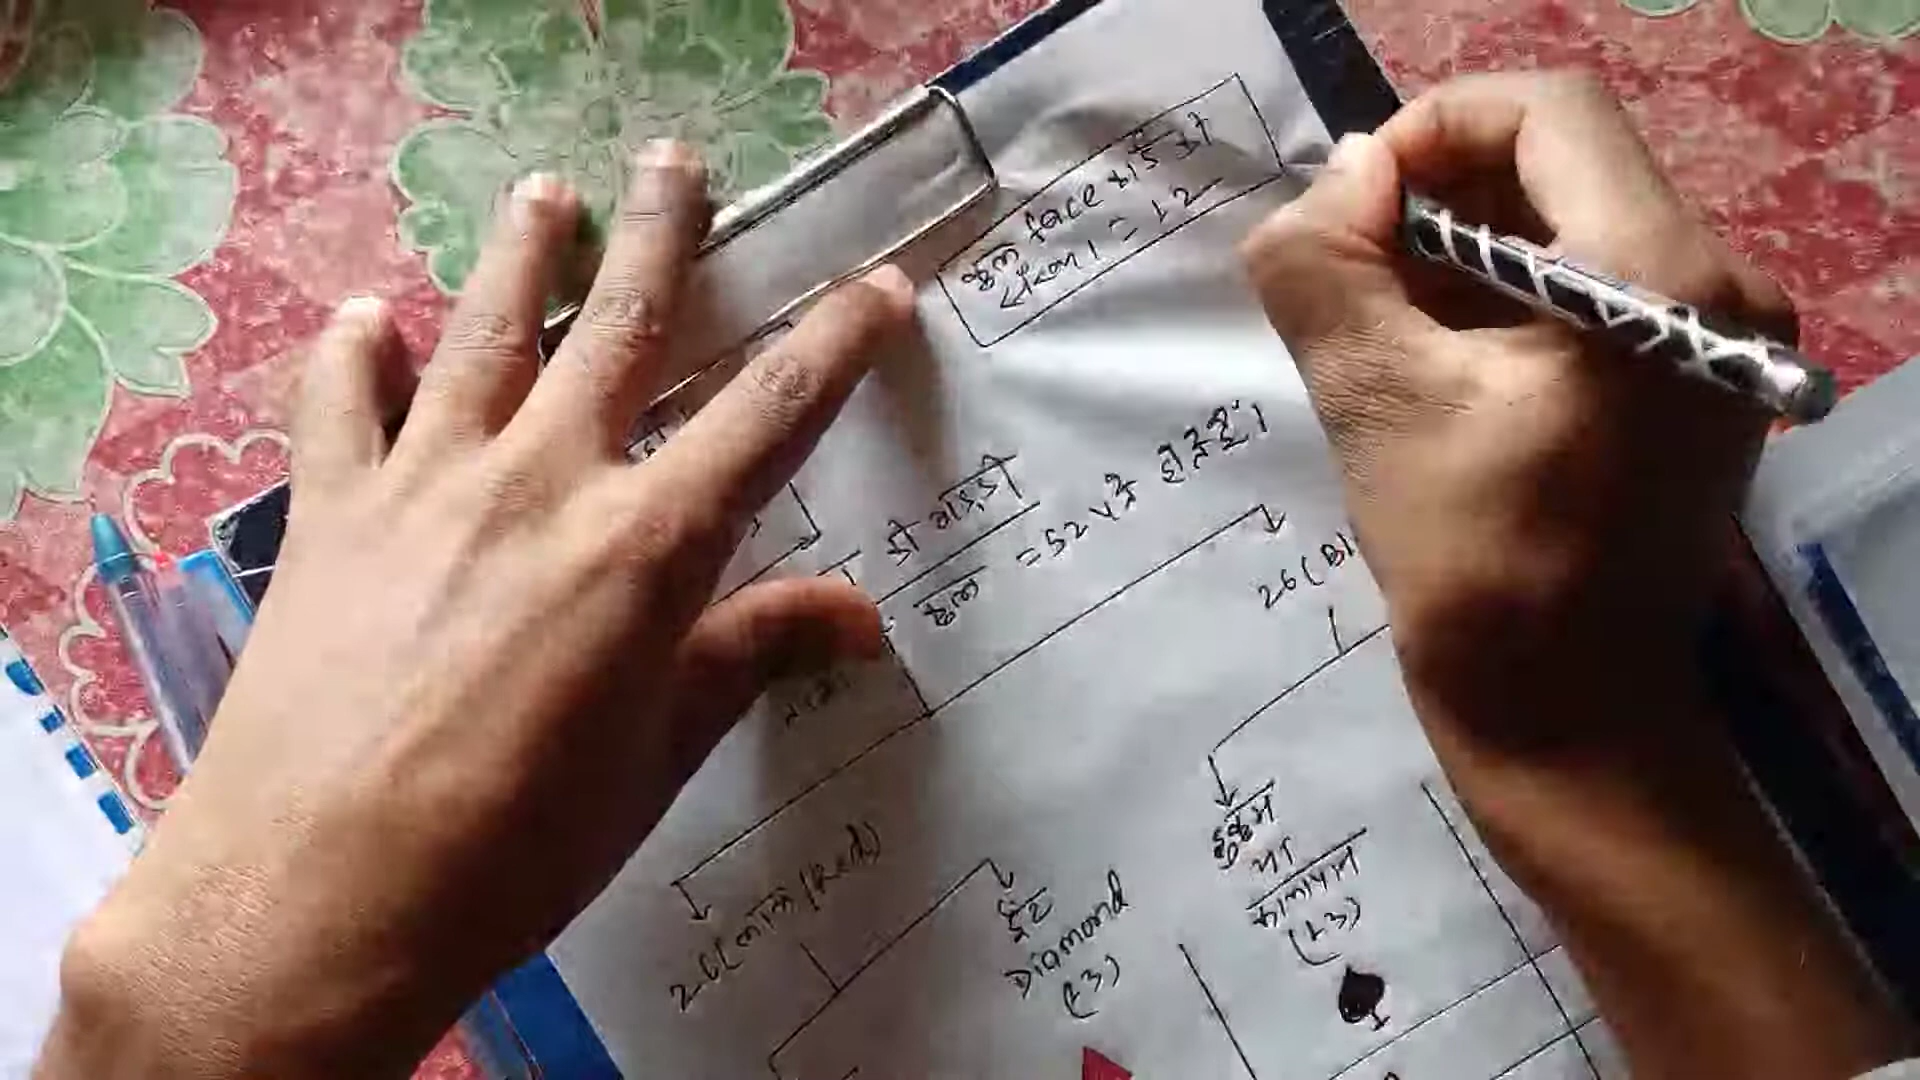 कुल face कार्ड की
संख्या = 12
की गड्डी
कुल = 52 पत्ते होते हैं।
26 (Bl
26 (लाल (Red)
ईंट
Diamond
(13)
हुकुम
या
कालापान
(13)